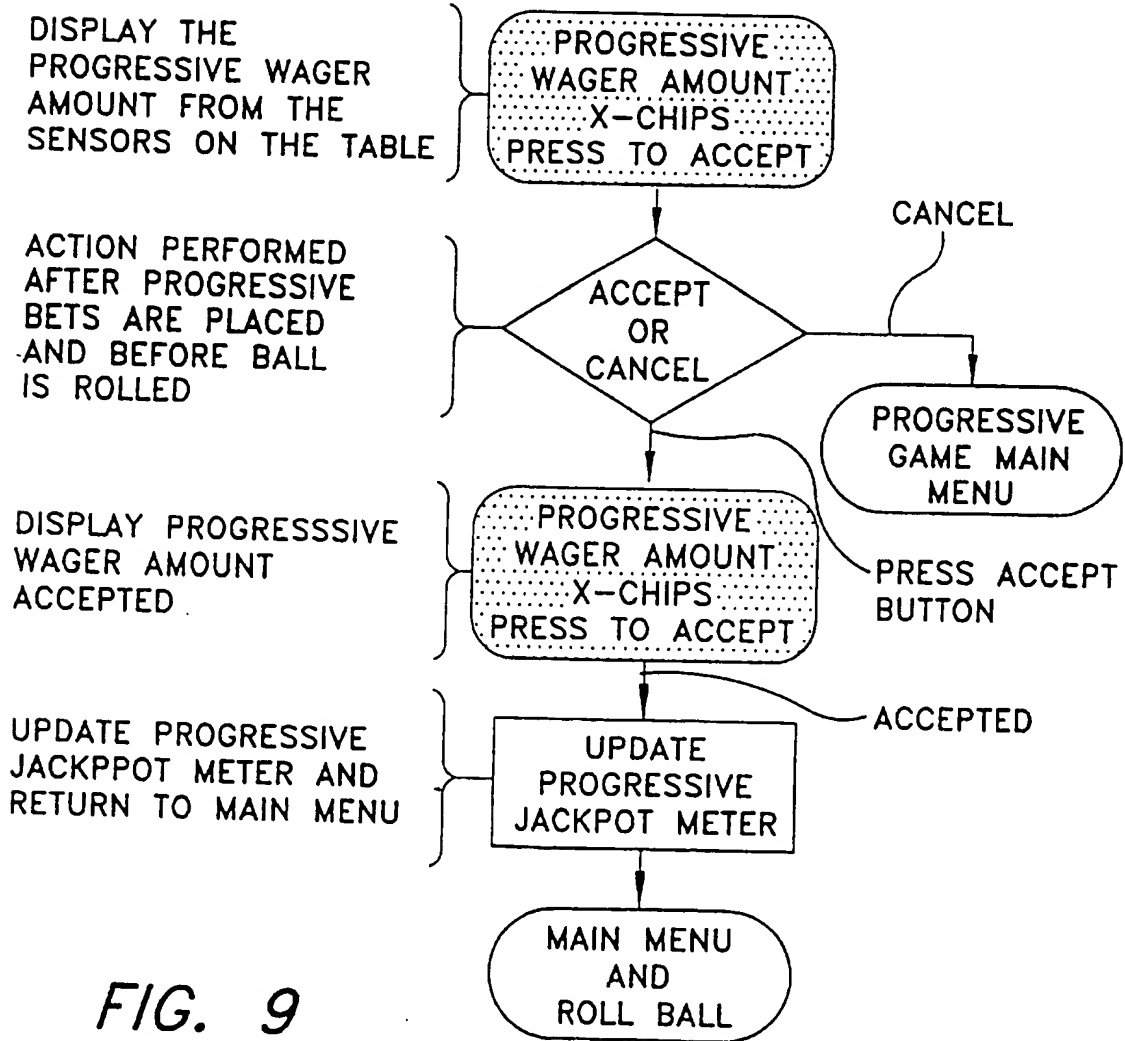 DISPLAY THE
PROGRESSIVE WAGER
AMOUNT FROM THE
SENSORS ON THE TABLE
PROGRESSIVE
WAGER AMOUNT
X-CHIPS
PRESS TO ACCEPT
ACTION PERFORMED
AFTER PROGRESSIVE
BETS ARE PLACED
AND BEFORE BALL
IS ROLLED
ACCEPT
OR
CANCEL
CANCEL
PROGRESSIVE
GAME MAIN
MENU
DISPLAY PROGRESSSIVE
WAGER AMOUNT
ACCEPTED
PROGRESSIVE
WAGER AMOUNT
X-CHIPS
PRESS TO ACCEPT
PRESS ACCEPT
BUTTON
ACCEPTED
UPDATE PROGRESSIVE
JACKPPOT METER AND
RETURN TO MAIN MENU
UPDATE
PROGRESSIVE
JACKPOT METER
MAIN MENU
AND
ROLL BALL
FIG. 9